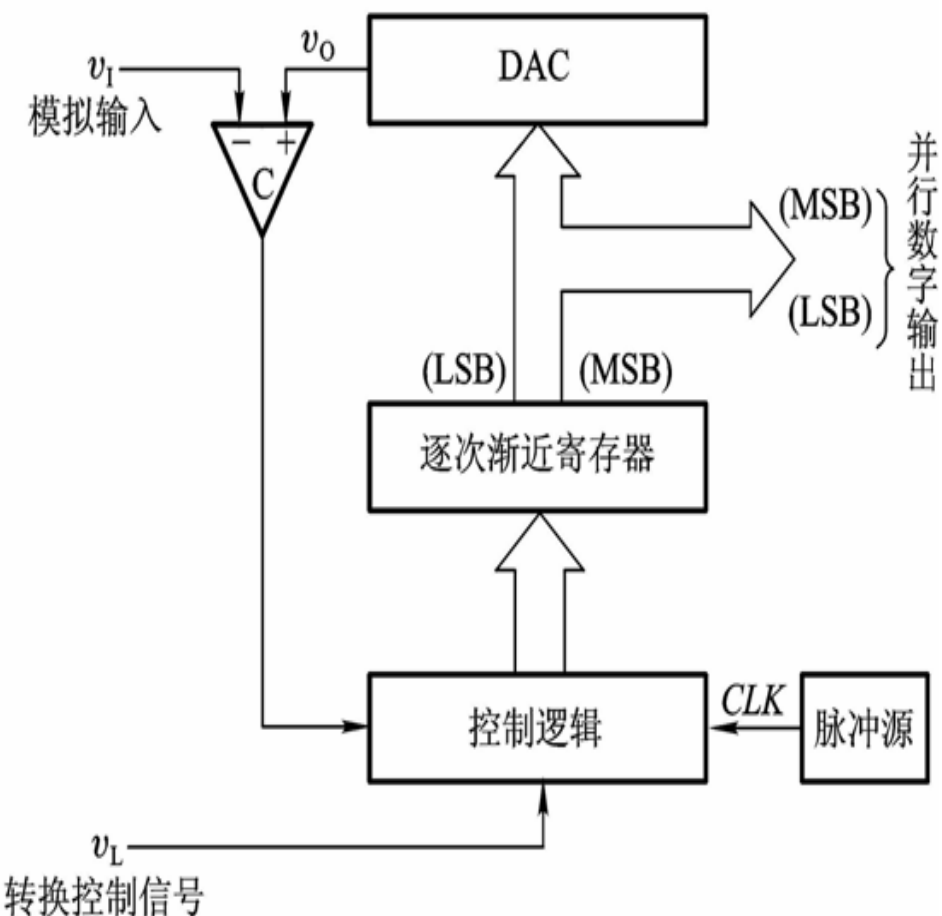 v_O
DAC
v_I
模拟输入
− +
C
(MSB)
(LSB)
并行数字输出
(LSB)
(MSB)
逐次渐近寄存器
控制逻辑
CLK
脉冲源
v_L
转换控制信号